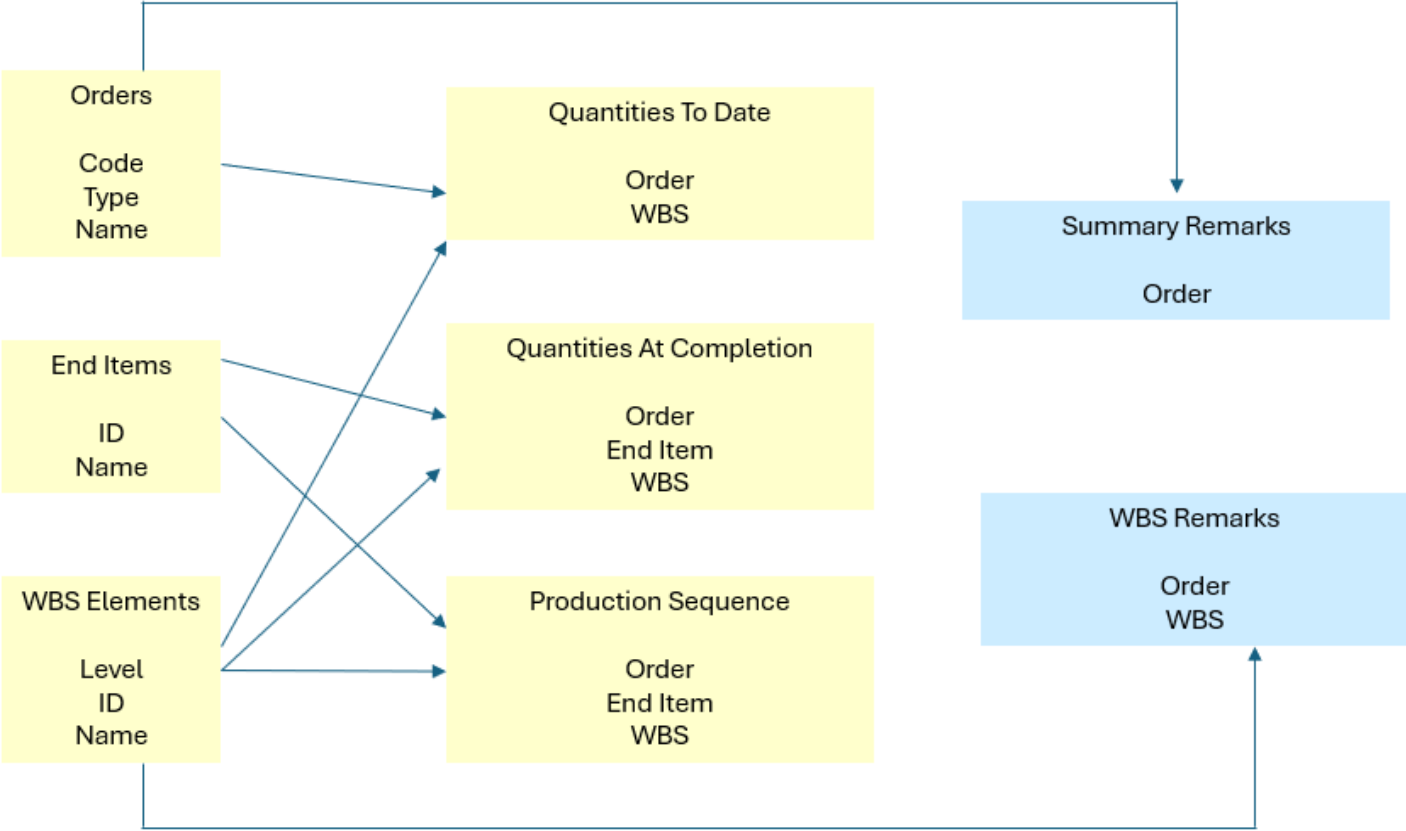 Orders
Code
Type
Name
End Items
ID
Name
WBS Elements
Level
ID
Name
Quantities To Date
Order
WBS
Quantities At Completion
Order
End Item
WBS
Production Sequence
Order
End Item
WBS
Summary Remarks
Order
WBS Remarks
Order
WBS